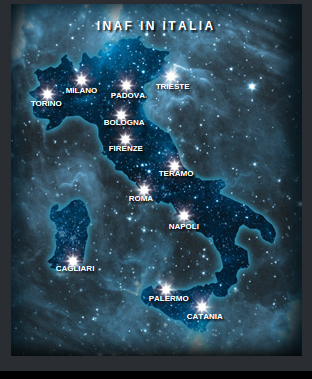 INAF IN ITALIA
TRIESTE
MILANO
PADOVA
TORINO
BOLOGNA
FIRENZE
TERAMO
ROMA
NAPOLI
CAGLIARI
PALERMO
CATANIA